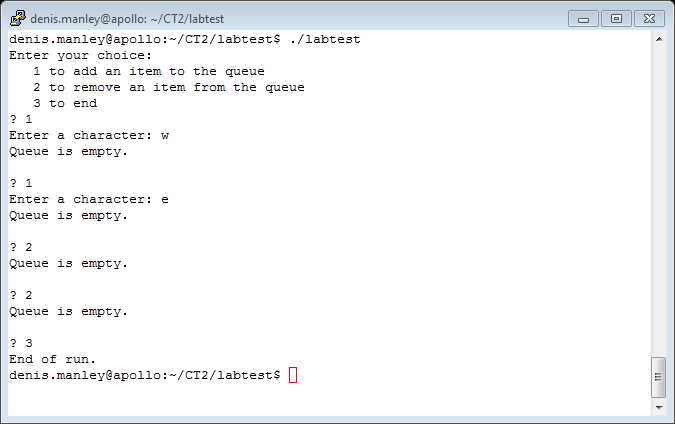 denis.manley@apollo: ~/CT2/labtest
denis.manley@apollo:~/CT2/labtest$ ./labtest
Enter your choice:
   1 to add an item to the queue
   2 to remove an item from the queue
   3 to end
? 1
Enter a character: w
Queue is empty.

? 1
Enter a character: e
Queue is empty.

? 2
Queue is empty.

? 2
Queue is empty.

? 3
End of run.
denis.manley@apollo:~/CT2/labtest$